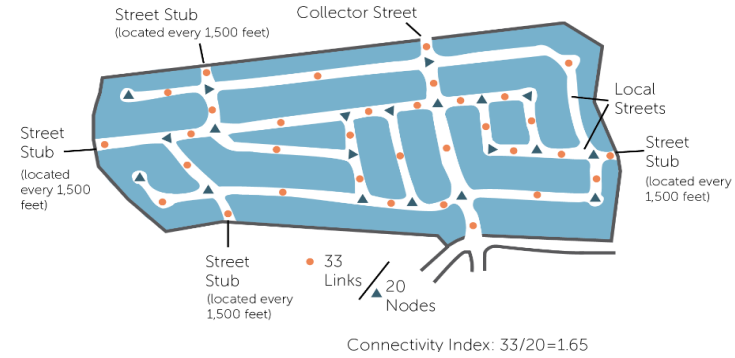 Street Stub
(located every 1,500 feet)
Collector Street
Local
Streets
Street
Stub
(located
every 1,500
feet)
Street
Stub
(located every
1,500 feet)
Street
Stub
(located every
1,500 feet)
33
Links
20
Nodes
Connectivity Index: 33/20=1.65